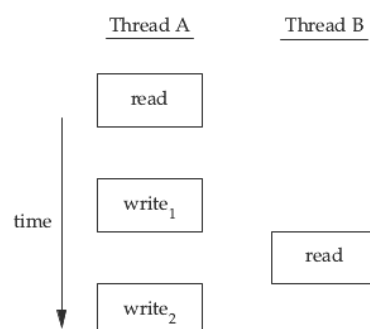 Thread A Thread B
read
write1
time
read
write2